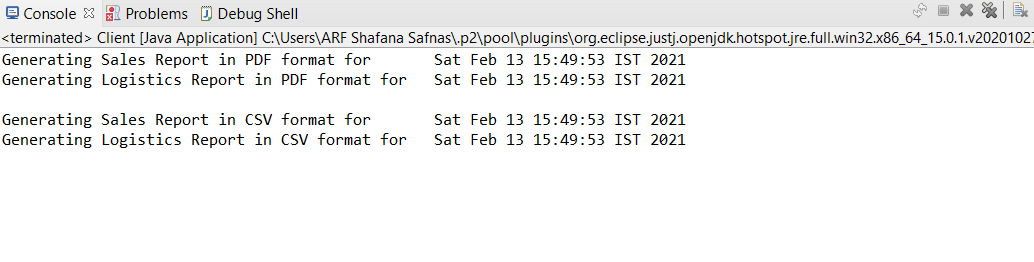 Console Problems Debug Shell
<terminated> Client [Java Application] C:\Users\ARF Shafana Safnas\.p2\pool\plugins\org.eclipse.justj.openjdk.hotspot.jre.full.win32.x86_64_15.0.1.v20201027
Generating Sales Report in PDF format for Sat Feb 13 15:49:53 IST 2021
Generating Logistics Report in PDF format for Sat Feb 13 15:49:53 IST 2021
Generating Sales Report in CSV format for Sat Feb 13 15:49:53 IST 2021
Generating Logistics Report in CSV format for Sat Feb 13 15:49:53 IST 2021